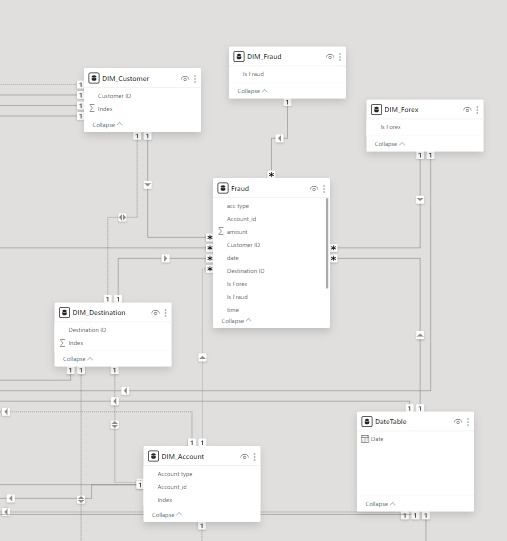 DIM_Customer
Customer ID
Index
Collapse
DIM_Fraud
Is Fraud
Collapse
DIM_Forex
Is Forex
Collapse
Fraud
acc type
Account_id
amount
Customer ID
date
Destination ID
Is Forex
Is Fraud
time
Collapse
DIM_Destination
Destination ID
Index
Collapse
DIM_Account
Account type
Account_id
Index
Collapse
DateTable
Date
Collapse